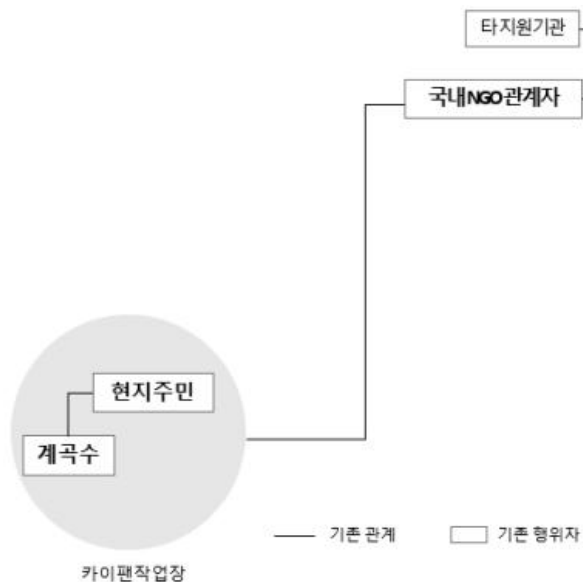 타지원기관
국내NGO관계자
현지주민
계곡수
기존 관계
기존 행위자
카이팬작업장